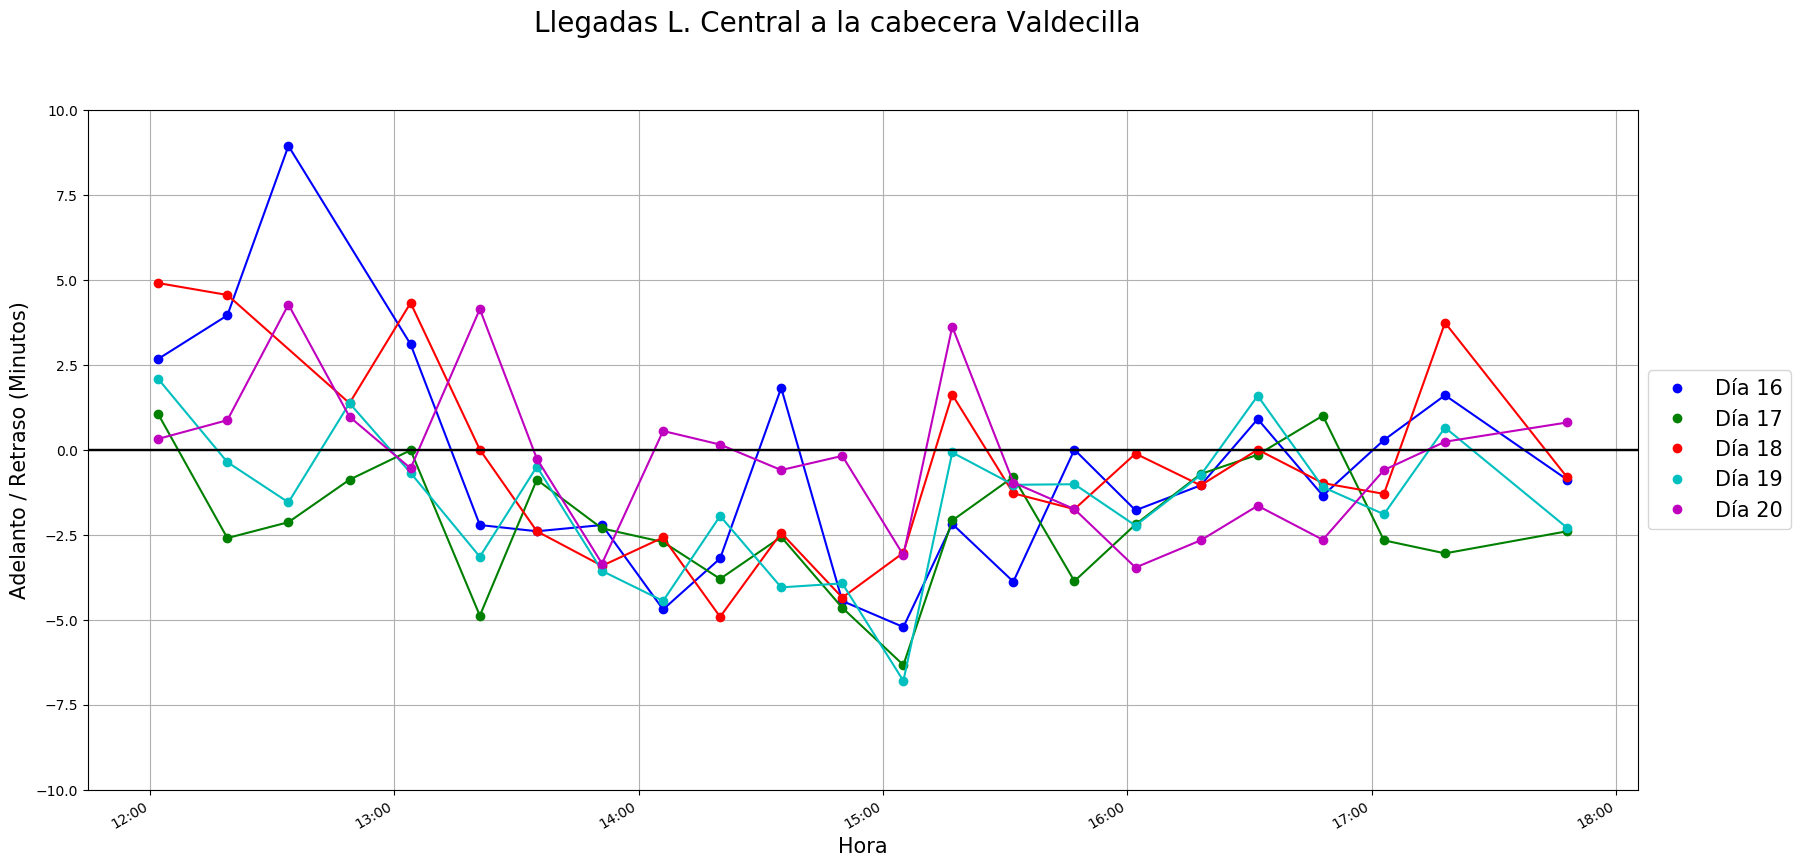 Llegadas L. Central a la cabecera Valdecilla
Adelanto / Retraso (Minutos)
10.0
7.5
5.0
2.5
0.0
−2.5
−5.0
−7.5
−10.0
12:00
13:00
14:00
15:00
16:00
17:00
18:00
Hora
Día 16
Día 17
Día 18
Día 19
Día 20